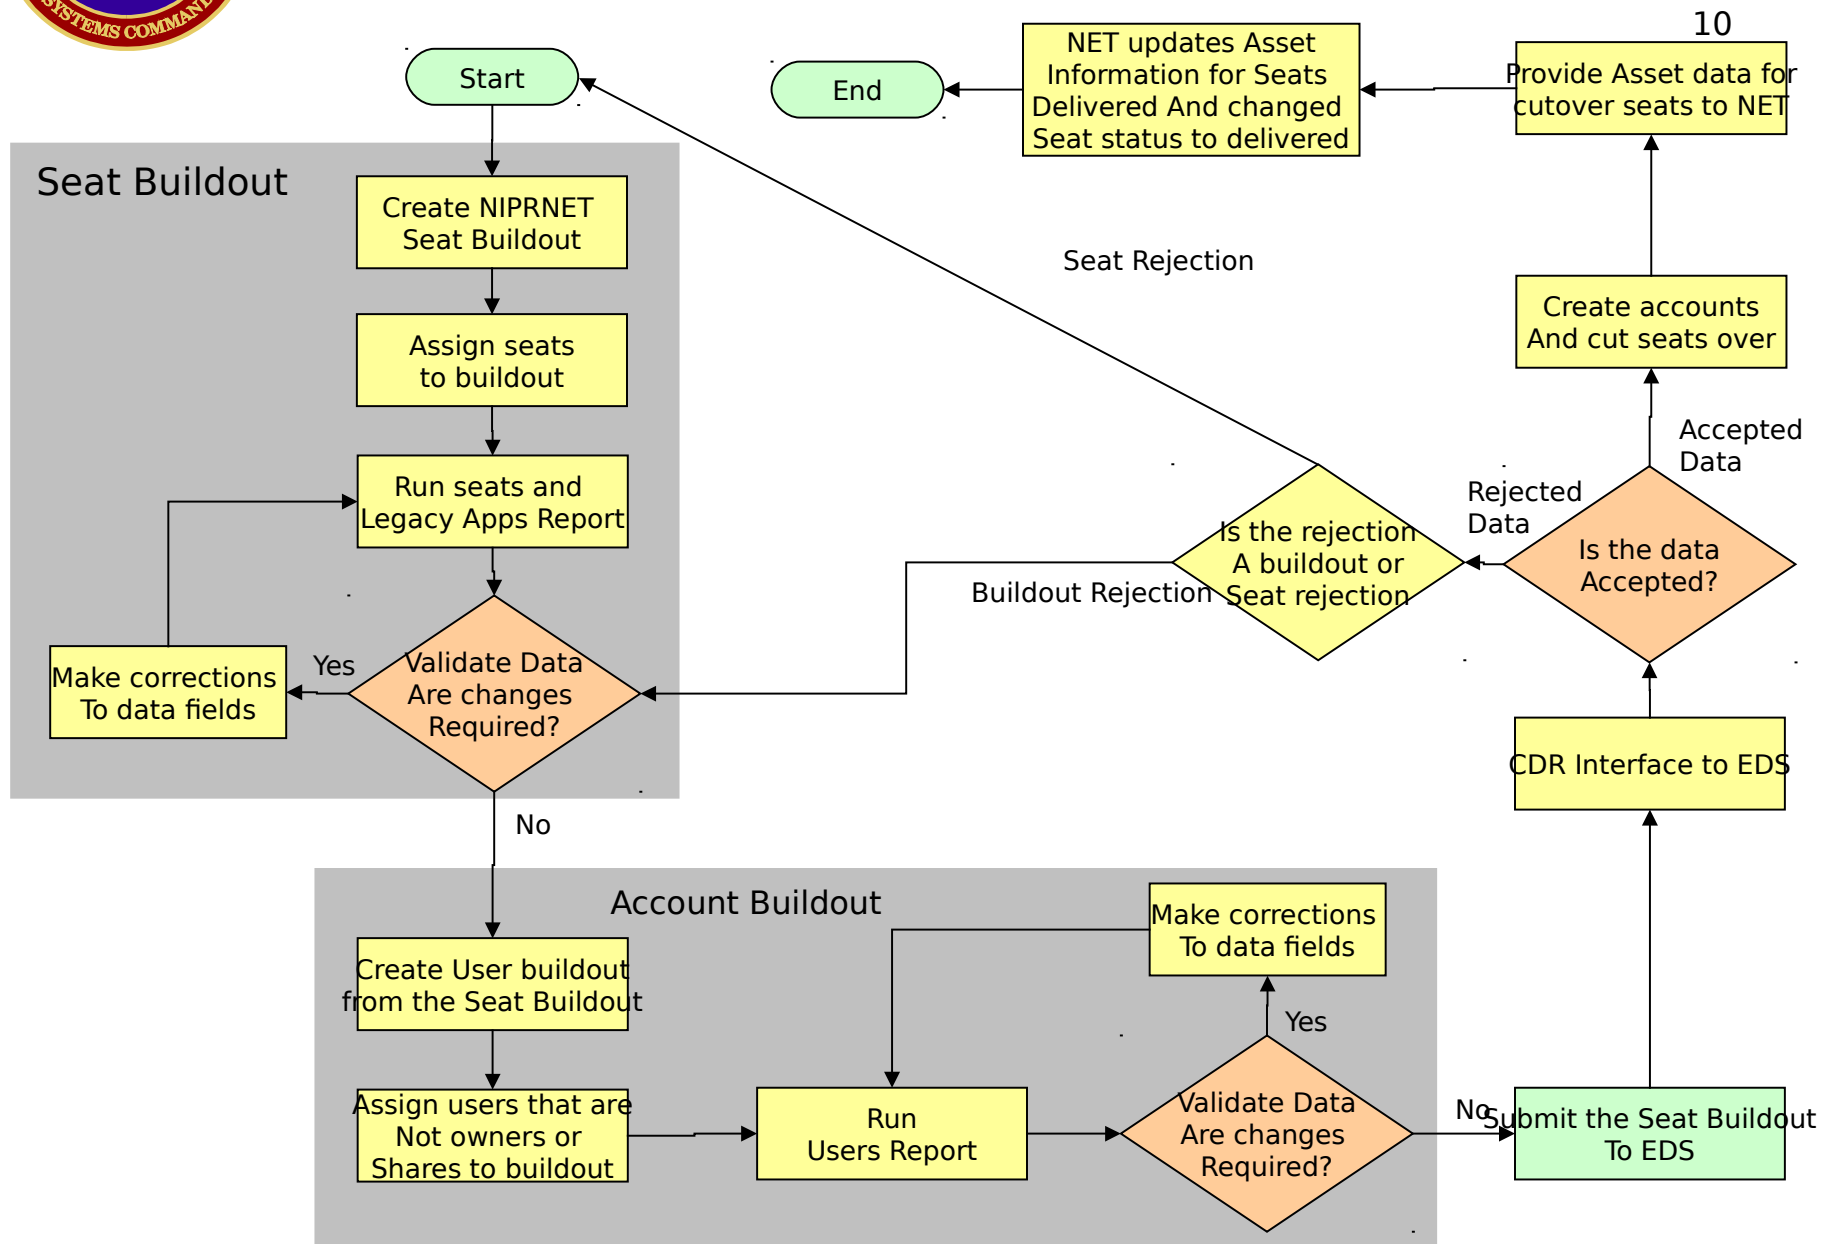 SYSTEMS COMMAND
10
Start
End
NET updates Asset
Information for Seats
Delivered And changed
Seat status to delivered
Provide Asset data for
cutover seats to NET
Seat Buildout
Create NIPRNET
Seat Buildout
Seat Rejection
Create accounts
And cut seats over
Assign seats
to buildout
Accepted
Data
Run seats and
Legacy Apps Report
Rejected
Data
Is the rejection
A buildout or
Seat rejection
Is the data
Accepted?
Buildout Rejection
Make corrections
To data fields
Yes
Validate Data
Are changes
Required?
CDR Interface to EDS
No
Account Buildout
Make corrections
To data fields
Create User buildout
from the Seat Buildout
Yes
Assign users that are
Not owners or
Shares to buildout
Run
Users Report
Validate Data
Are changes
Required?
No
Submit the Seat Buildout
To EDS